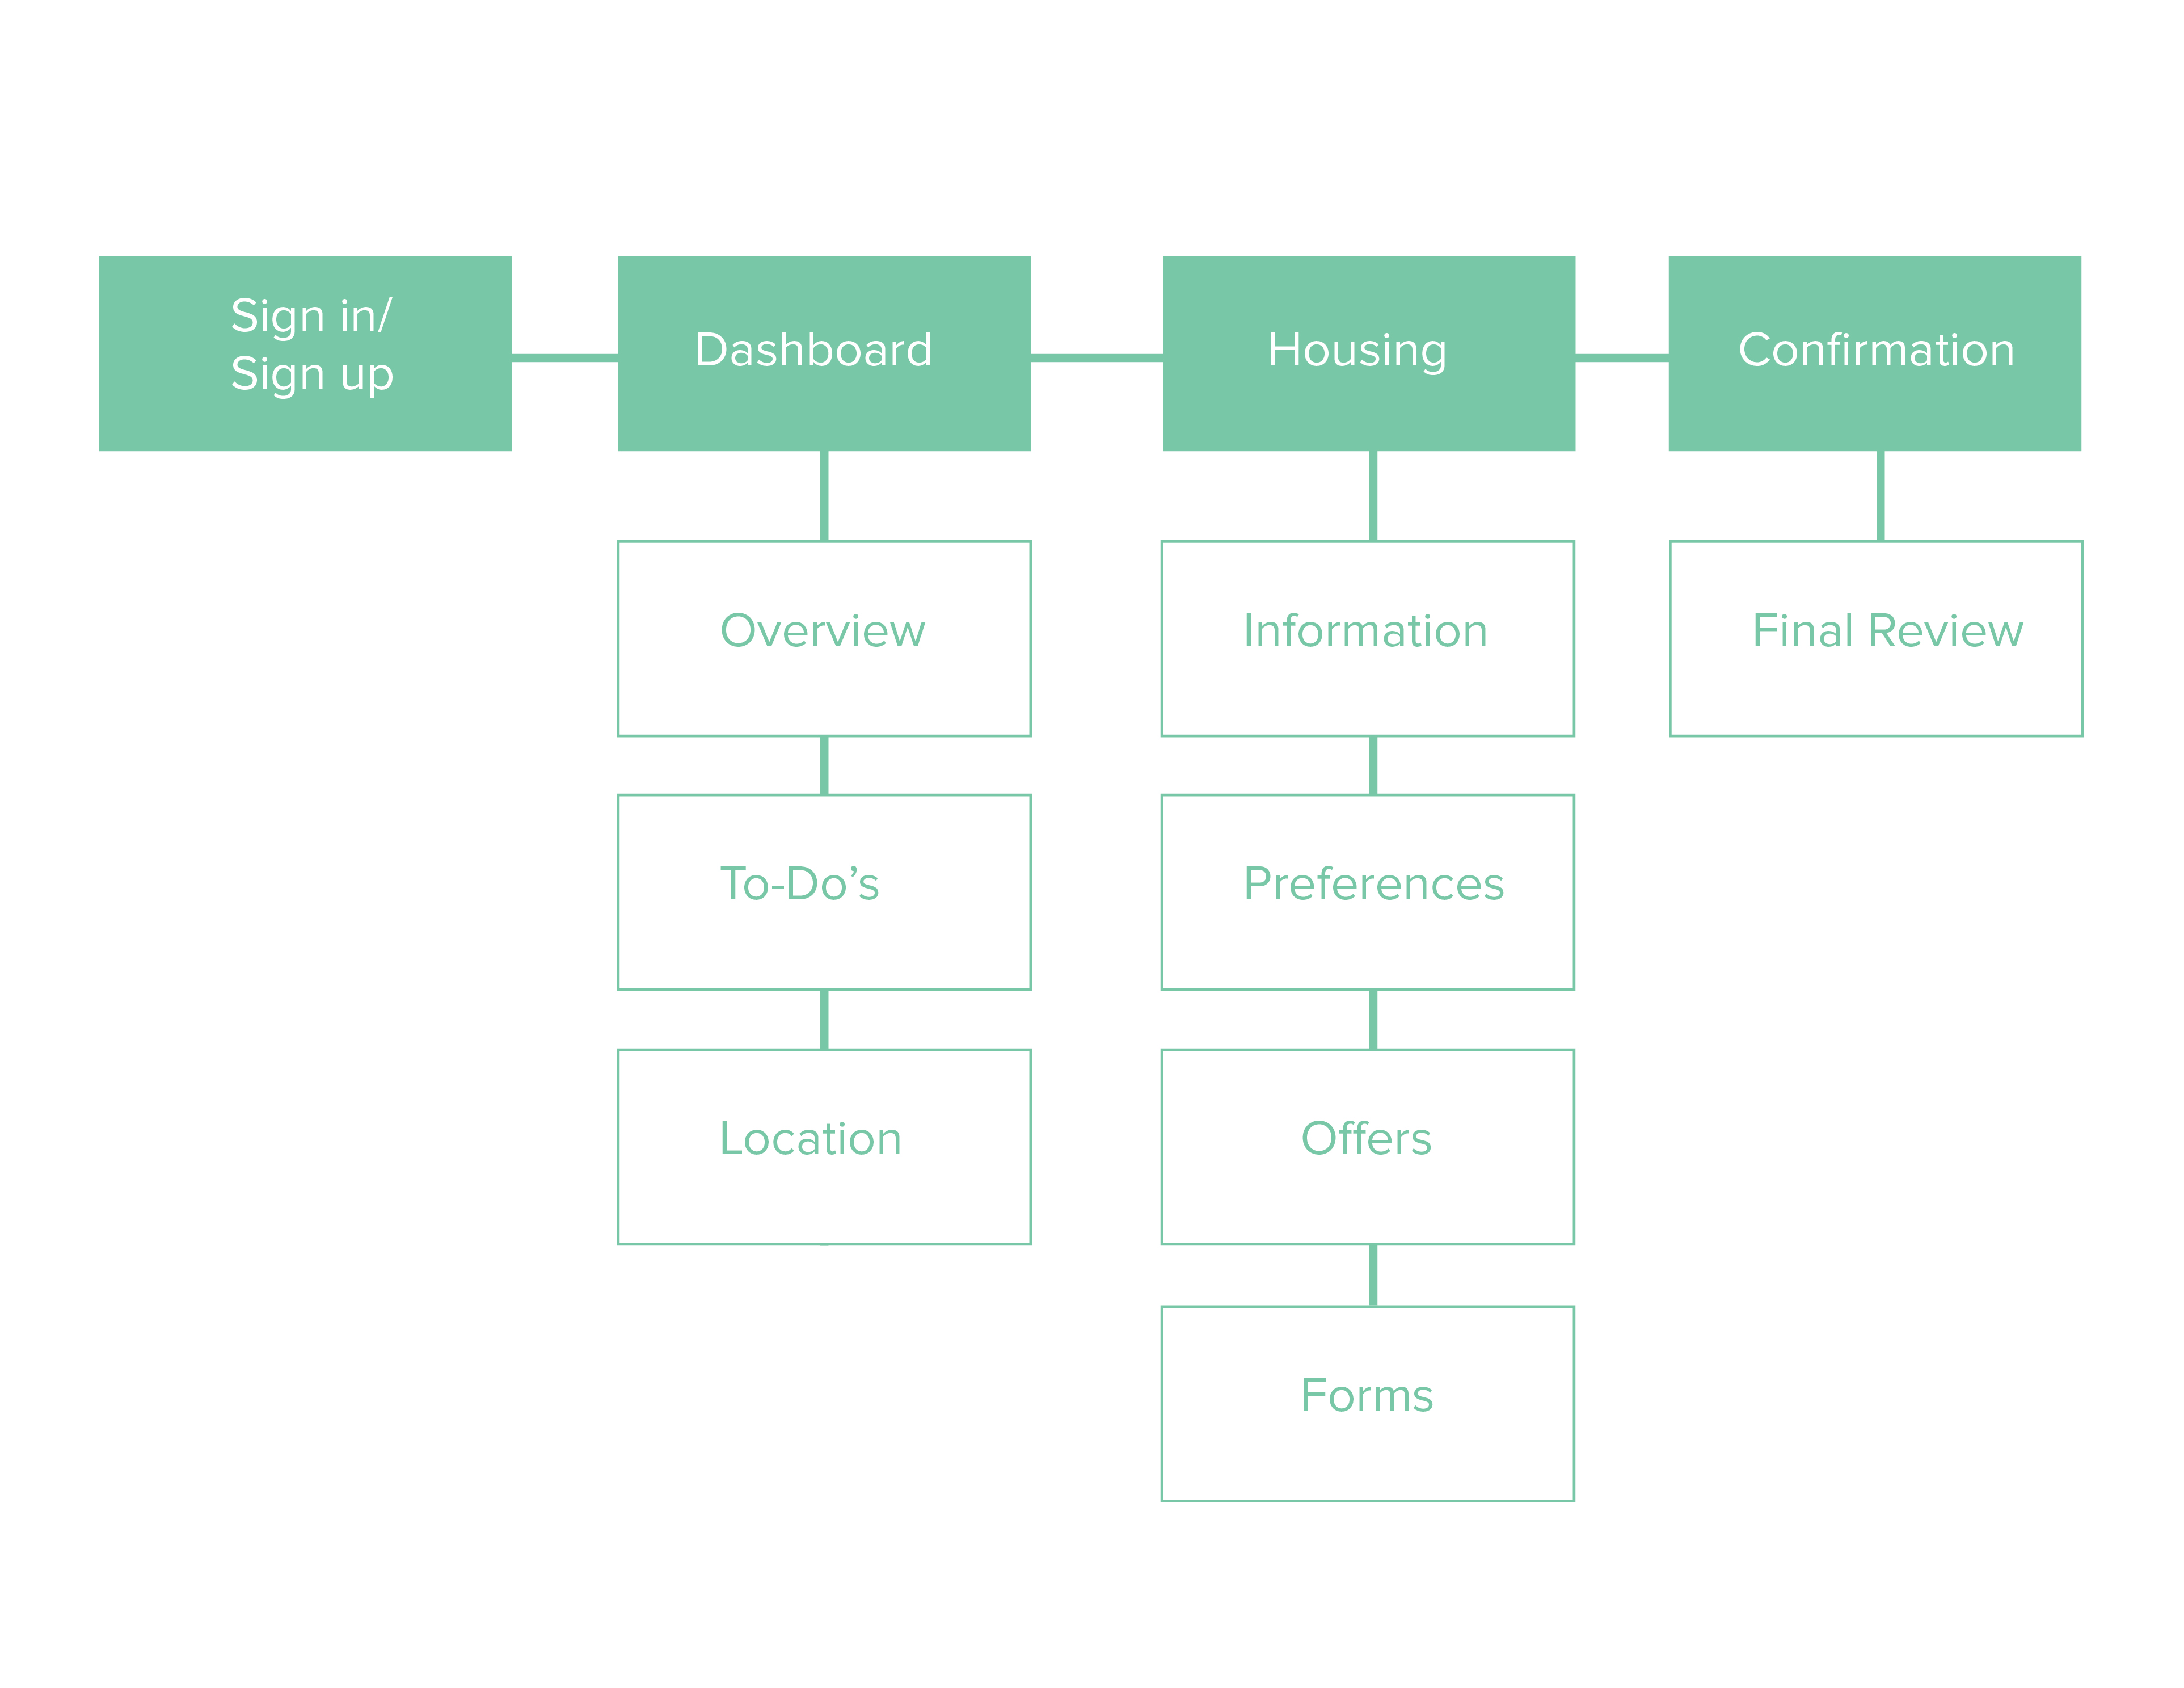 Sign in/
Sign up
Dashboard
Housing
Confirmation
Overview
Information
Final Review
To-Do’s
Preferences
Location
Offers
Forms